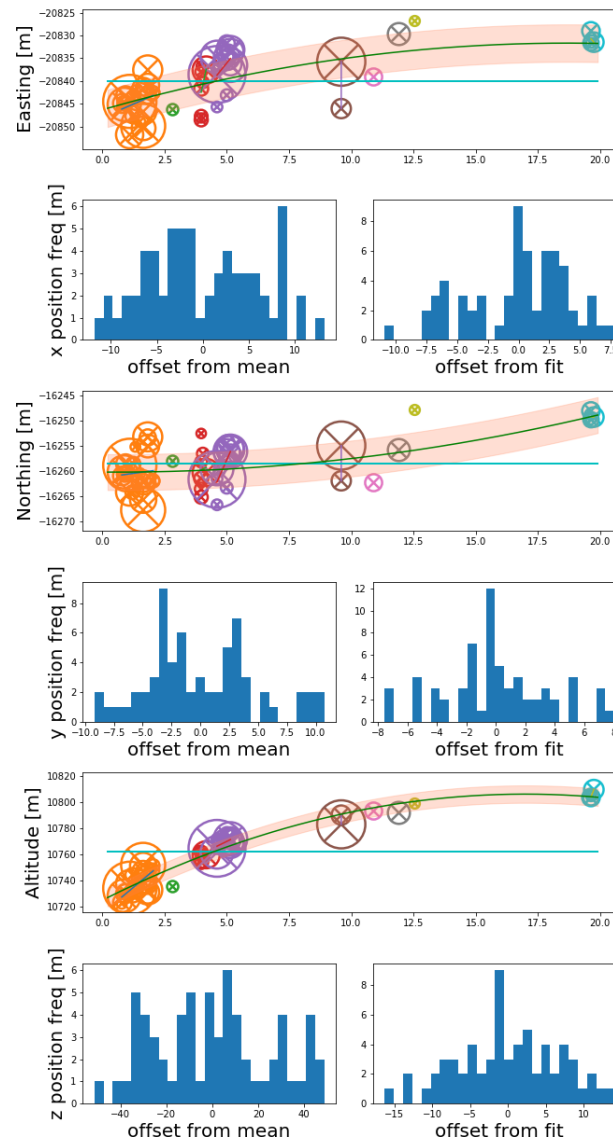 −20825
−20830
−20835
−20840
−20845
−20850
Easting [m]
0.0 2.5 5.0 7.5 10.0 12.5 15.0 17.5 20.0
6
5
4
3
2
1
0
x position freq [m]
−10 −5 0 5 10
offset from mean
8
6
4
2
0
−10.0 −7.5 −5.0 −2.5 0.0 2.5 5.0 7.5
offset from fit
−16245
−16250
−16255
−16260
−16265
−16270
Northing [m]
0.0 2.5 5.0 7.5 10.0 12.5 15.0 17.5 20.0
8
6
4
2
0
y position freq [m]
−10.0 −7.5 −5.0 −2.5 0.0 2.5 5.0 7.5 10.0
offset from mean
12
10
8
6
4
2
0
−8 −6 −4 −2 0 2 4 6 8
offset from fit
10820
10800
10780
10760
10740
10720
Altitude [m]
0.0 2.5 5.0 7.5 10.0 12.5 15.0 17.5 20.0
6
5
4
3
2
1
0
z position freq [m]
−40 −20 0 20 40
offset from mean
8
6
4
2
0
−15 −10 −5 0 5 10
offset from fit